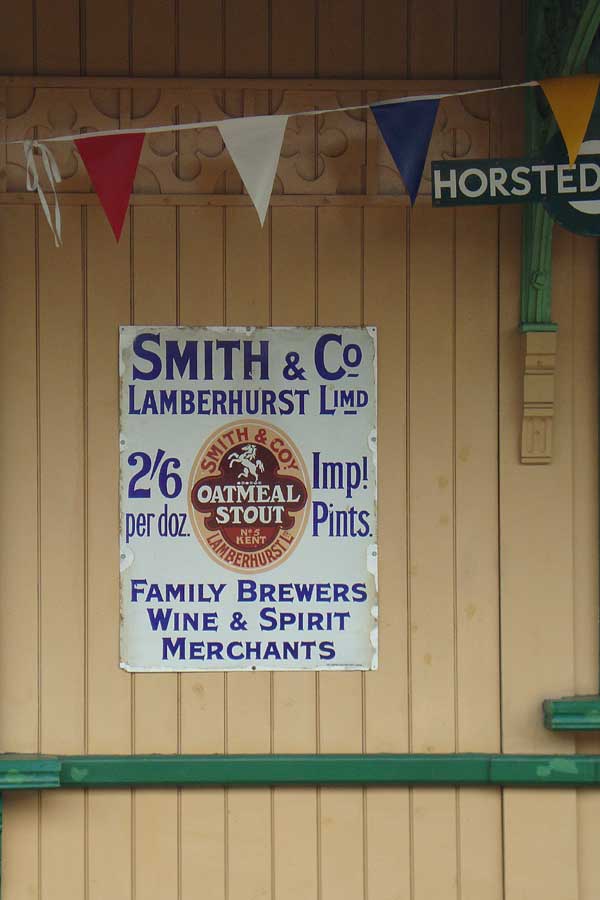 HORSTED
SMITH & Co
LAMBERHURST LIMD
2/6
per doz.
SMITH & COY
OATMEAL
STOUT
No 5
KENT
LAMBERHURST LD
Imp!
Pints.
FAMILY BREWERS
WINE & SPIRIT
MERCHANTS